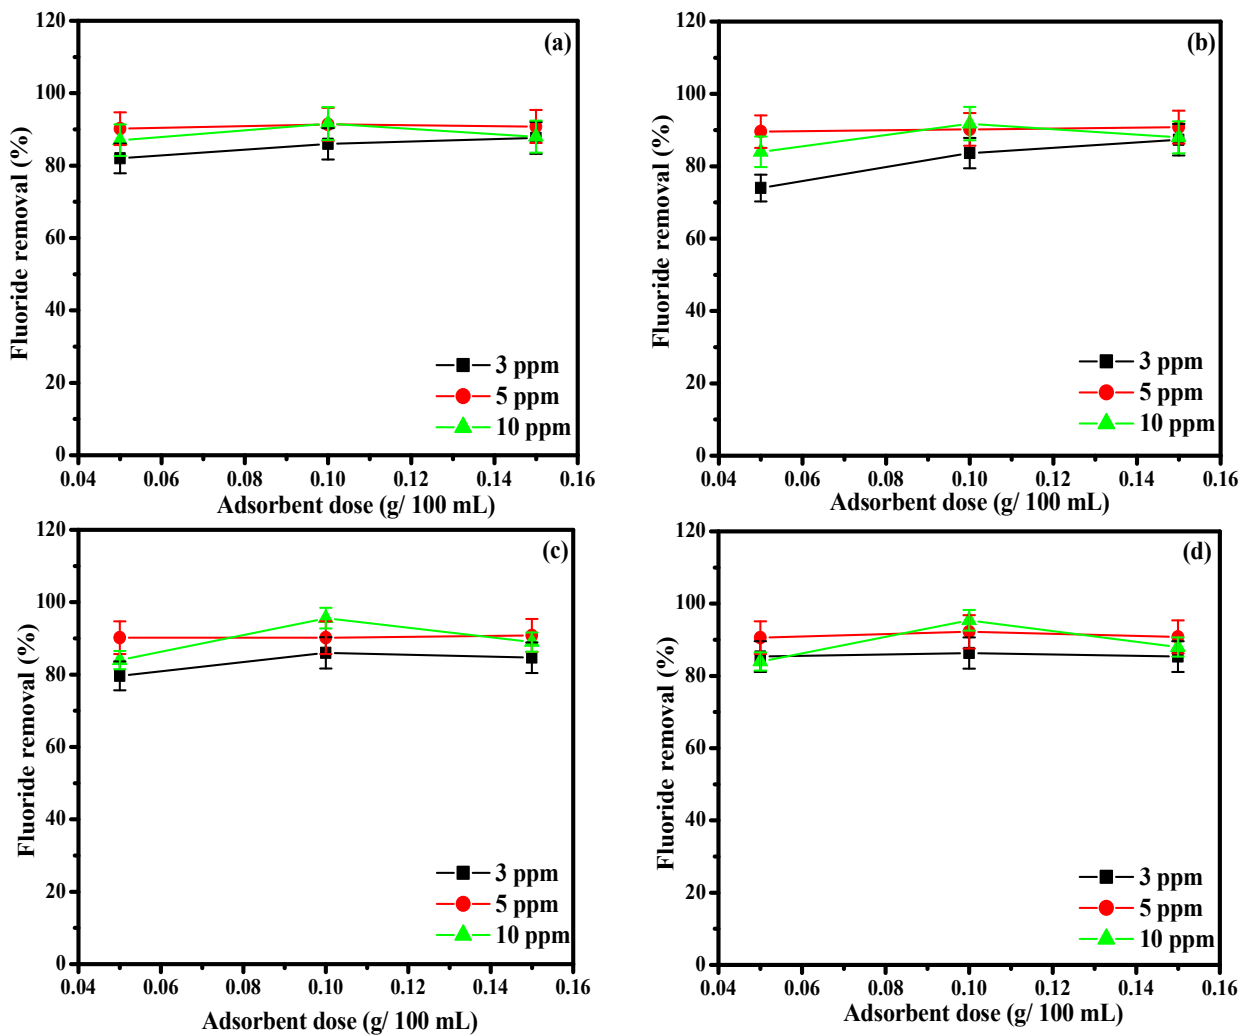 (a)
Fluoride removal (%)
120
100
80
60
40
20
0
3 ppm
5 ppm
10 ppm
0.04 0.06 0.08 0.10 0.12 0.14 0.16
Adsorbent dose (g/ 100 mL)
(b)
Fluoride removal (%)
120
100
80
60
40
20
0
3 ppm
5 ppm
10 ppm
0.04 0.06 0.08 0.10 0.12 0.14 0.16
Adsorbent dose (g/ 100 mL)
(c)
Fluoride removal (%)
120
100
80
60
40
20
0
3 ppm
5 ppm
10 ppm
0.04 0.06 0.08 0.10 0.12 0.14 0.16
Adsorbent dose (g/ 100 mL)
(d)
Fluoride removal (%)
120
100
80
60
40
20
0
3 ppm
5 ppm
10 ppm
0.04 0.06 0.08 0.10 0.12 0.14 0.16
Adsorbent dose (g/ 100 mL)